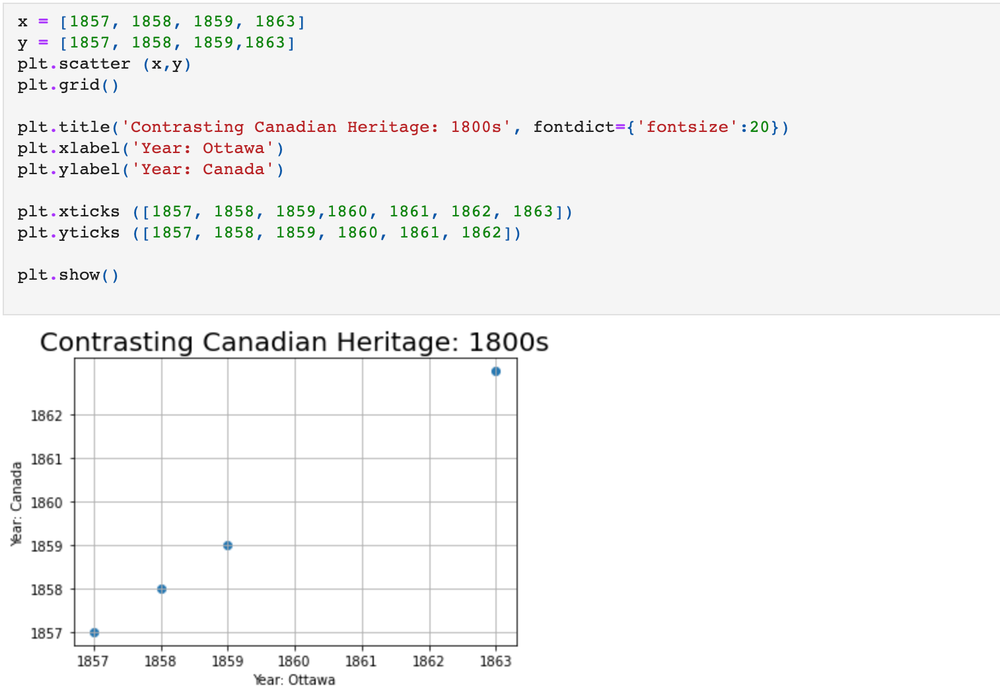 x = [1857, 1858, 1859, 1863]
y = [1857, 1858, 1859,1863]
plt.scatter (x,y)
plt.grid()
plt.title('Contrasting Canadian Heritage: 1800s', fontdict={'fontsize':20})
plt.xlabel('Year: Ottawa')
plt.ylabel('Year: Canada')
plt.xticks ([1857, 1858, 1859,1860, 1861, 1862, 1863])
plt.yticks ([1857, 1858, 1859, 1860, 1861, 1862])
plt.show()
Contrasting Canadian Heritage: 1800s
Year: Canada
1862
1861
1860
1859
1858
1857
1857 1858 1859 1860 1861 1862 1863
Year: Ottawa